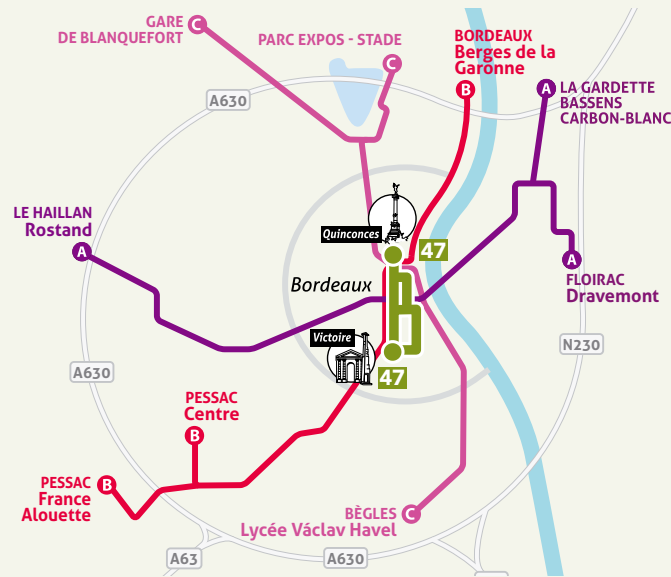 GARE
DE BLANQUEFORT
C
PARC EXPOS - STADE
C
BORDEAUX
Berges de la
Garonne
B
A
LA GARDETTE
BASSENS
CARBON-BLANC
A630
LE HAILLAN
Rostand
A
Quinconces
47
Bordeaux
A
FLOIRAC
Dravemont
Victoire
47
N230
A630
PESSAC
Centre
B
PESSAC
France
Alouette
B
BÈGLES
Lycée Václav Havel
C
A63
A630